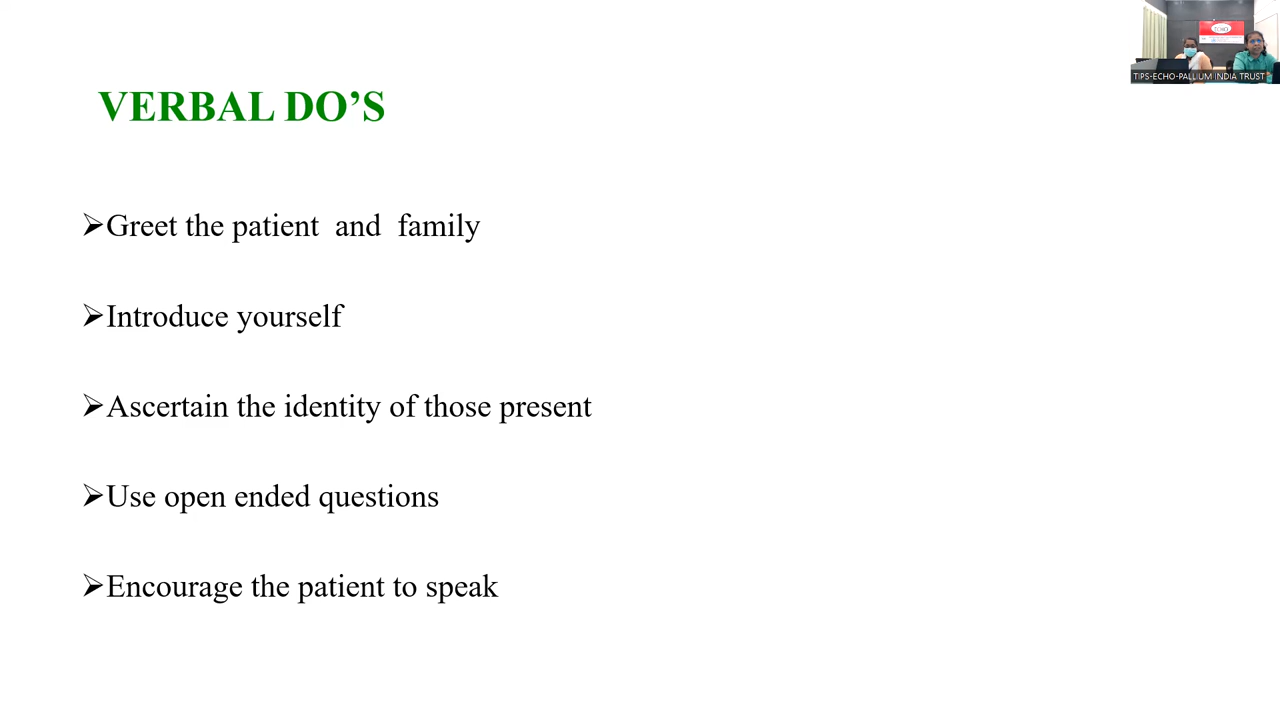 VERBAL DO’S
➢Greet the patient and family
➢Introduce yourself
➢Ascertain the identity of those present
➢Use open ended questions
➢Encourage the patient to speak
TIPS-ECHO-PALLIUM INDIA TRUST